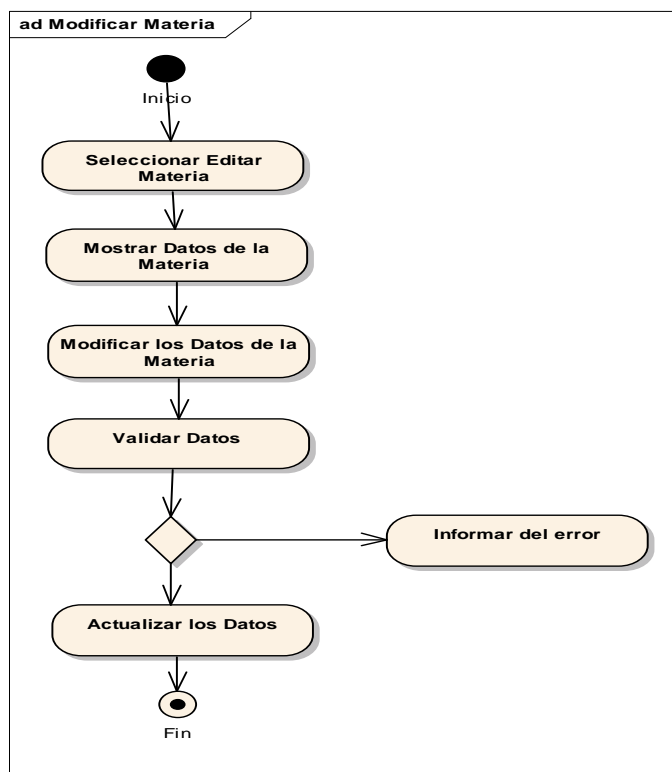 ad Modificar Materia
Inicio
Seleccionar Editar
Materia
Mostrar Datos de la
Materia
Modificar los Datos de la
Materia
Validar Datos
Informar del error
Actualizar los Datos
Fin